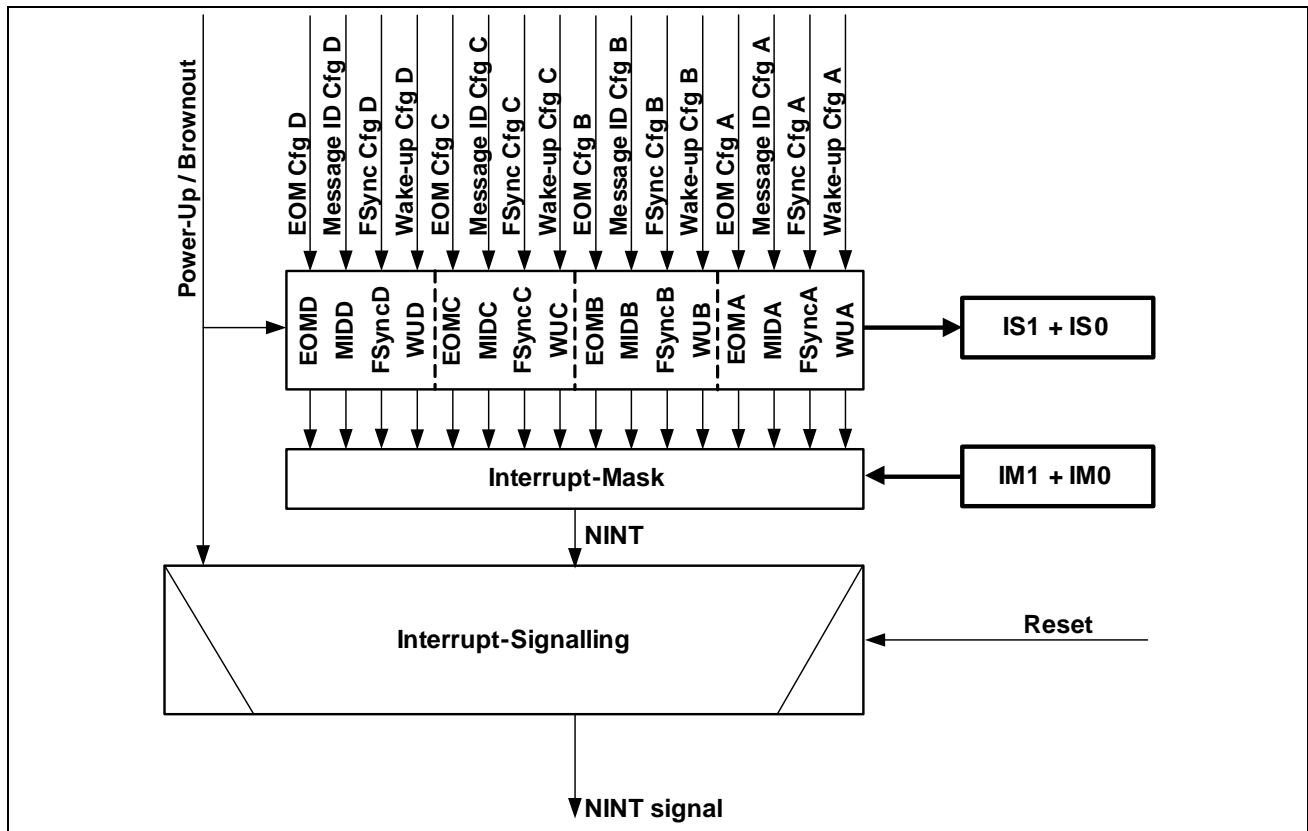 Power-Up / Brownout
EOM Cfg D
Message ID Cfg D
FSync Cfg D
Wake-up Cfg D
EOM Cfg C
Message ID Cfg C
FSync Cfg C
Wake-up Cfg C
EOM Cfg B
Message ID Cfg B
FSync Cfg B
Wake-up Cfg B
EOM Cfg A
Message ID Cfg A
FSync Cfg A
Wake-up Cfg A
EOMD
MIDD
FSyncD
WUD
EOMC
MIDC
FSyncC
WUC
EOMB
MIDB
FSyncB
WUB
EOMA
MIDA
FSyncA
WUA
IS1 + IS0
Interrupt-Mask
IM1 + IM0
NINT
Interrupt-Signalling
Reset
NINT signal